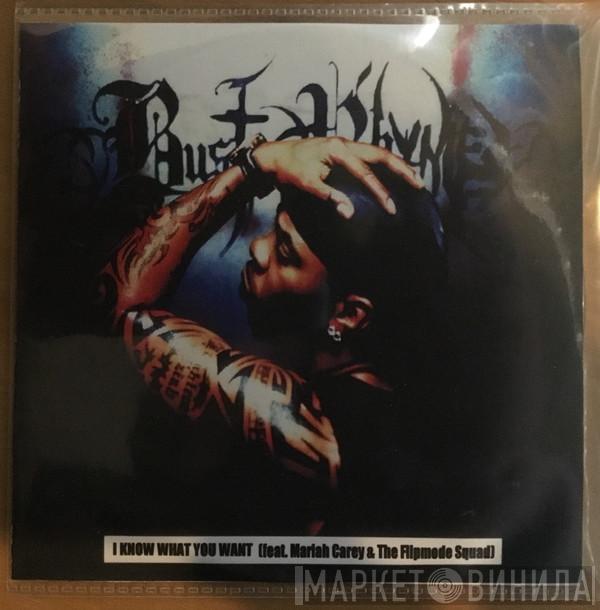 Busta Rhymes
I KNOW WHAT YOU WANT (feat. Mariah Carey & The Flipmode Squad)
МАРКЕТ ВИНИЛА